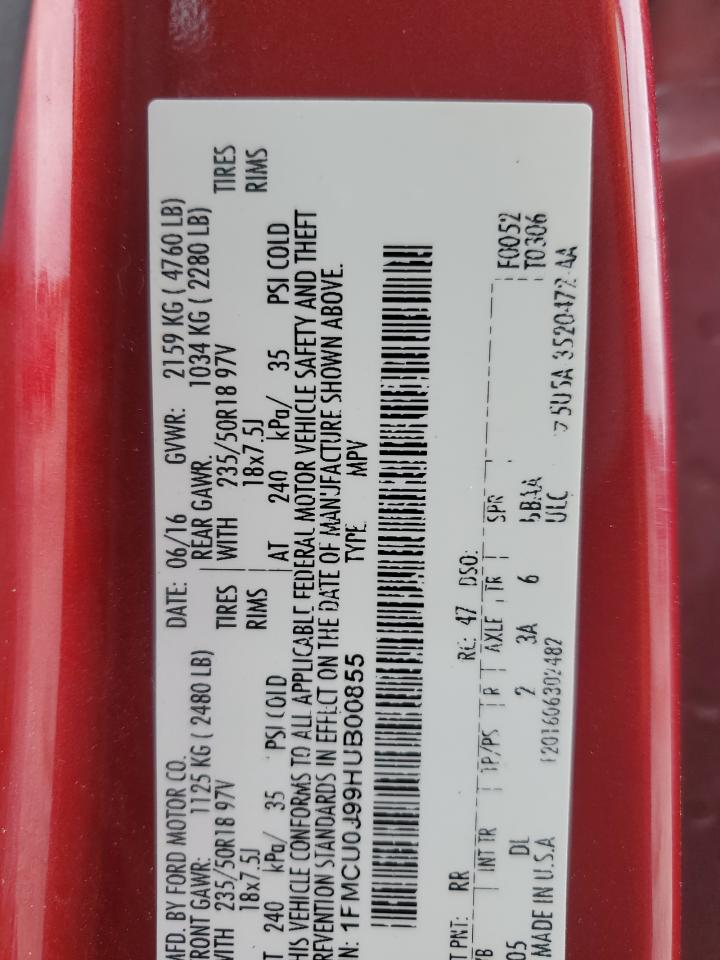 MFD. BY FORD MOTOR CO. DATE: 06/16 GVWR: 2159 KG ( 4760 LB)
RONT GAWR: 1125 KG ( 2480 LB) REAR GAWR: 1034 KG ( 2280 LB)
WITH 235/50R18 97V TIRES WITH 235/50R18 97V TIRES
18x7.5J RIMS 18x7.5J RIMS
T 240 kPa/ 35 PSI COLD AT 240 kPa/ 35 PSI COLD
HIS VEHICLE CONFORMS TO ALL APPLICABLE FEDERAL MOTOR VEHICLE SAFETY AND THEFT
REVENTION STANDARDS IN EFFECT ON THE DATE OF MANUFACTURE SHOWN ABOVE.
N: 1FMCU0J99HUB00855 TYPE MPV
T PNT: RR RC: 47 DSO: F0052
T0306
B INT TR TP/PS R AXLE TR SPR
05 DL 2 3A 6 BBAA
MADE IN U.S.A ULC